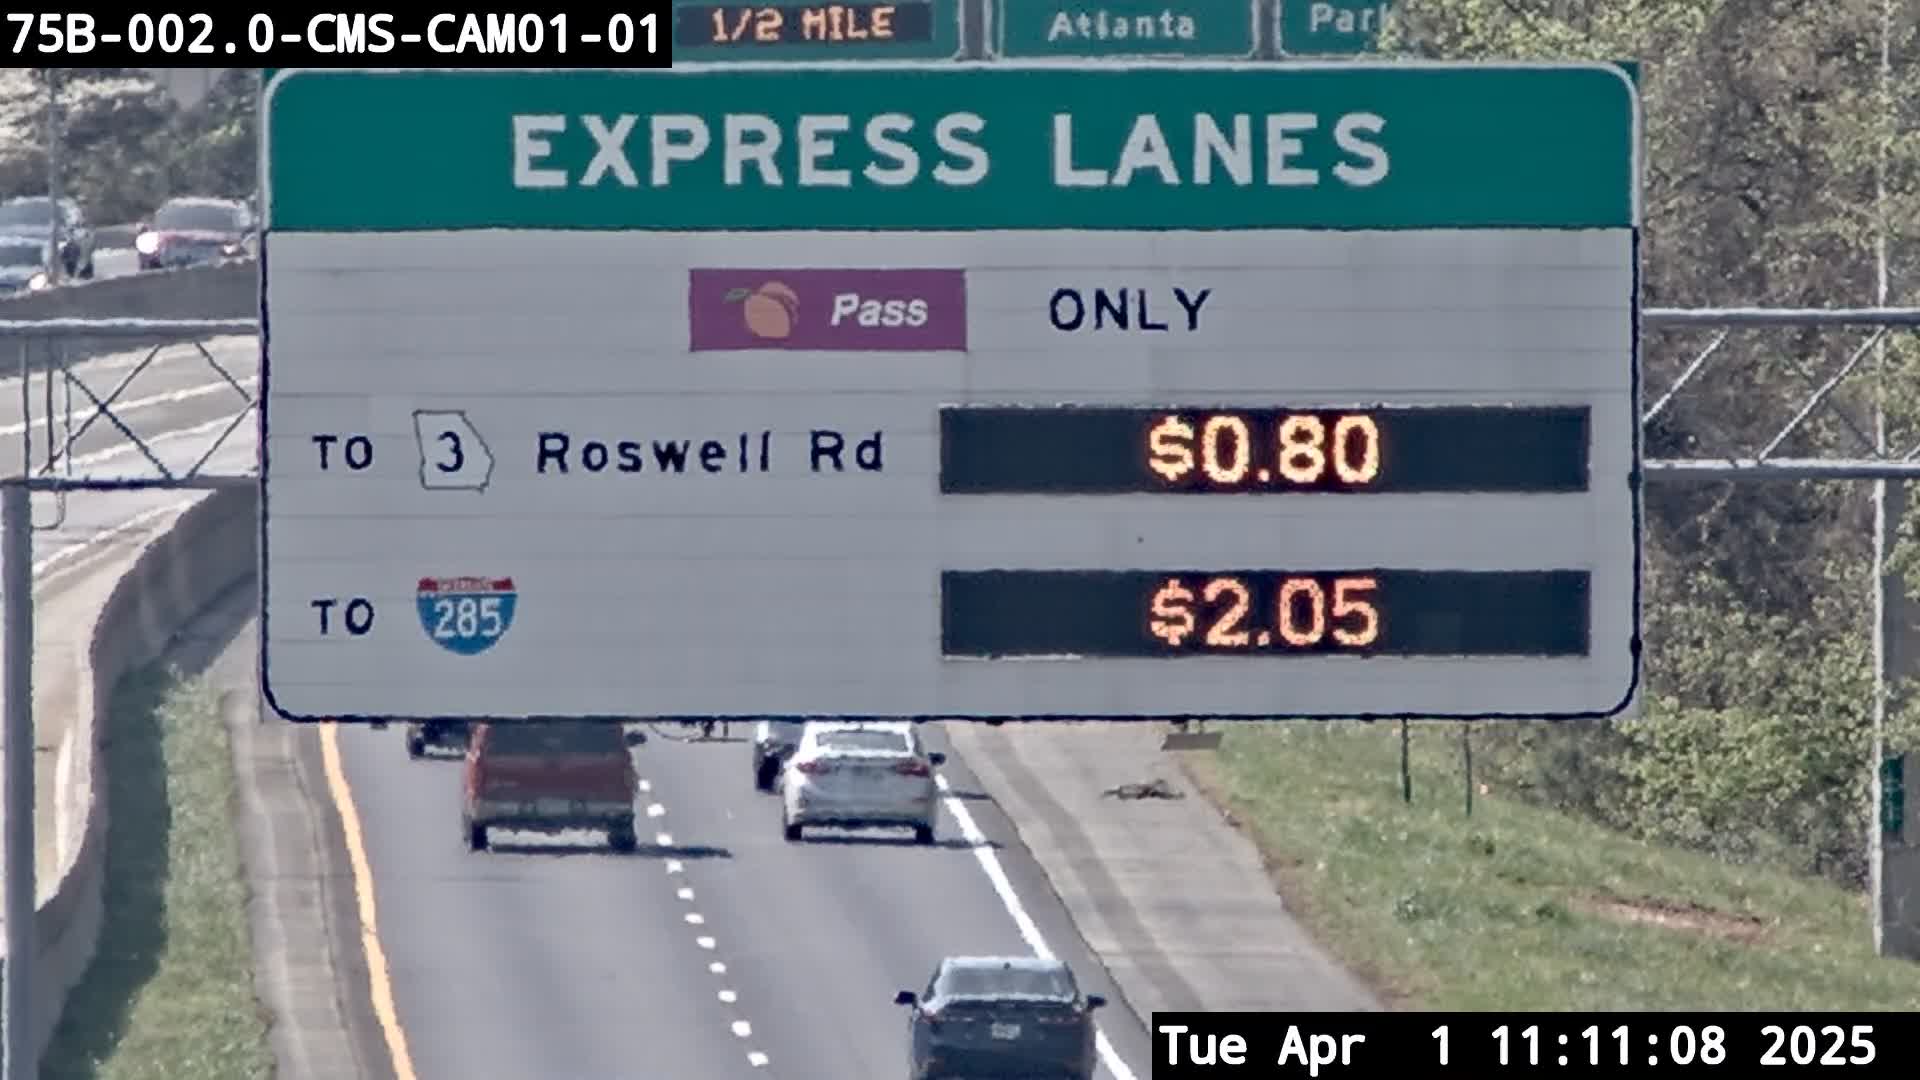 75B-002.0-CMS-CAM01-01
1/2 MILE
Atlanta
Park
EXPRESS LANES
Pass ONLY
TO 3 Roswell Rd $0.80
TO 285 $2.05
Tue Apr 1 11:11:08 2025